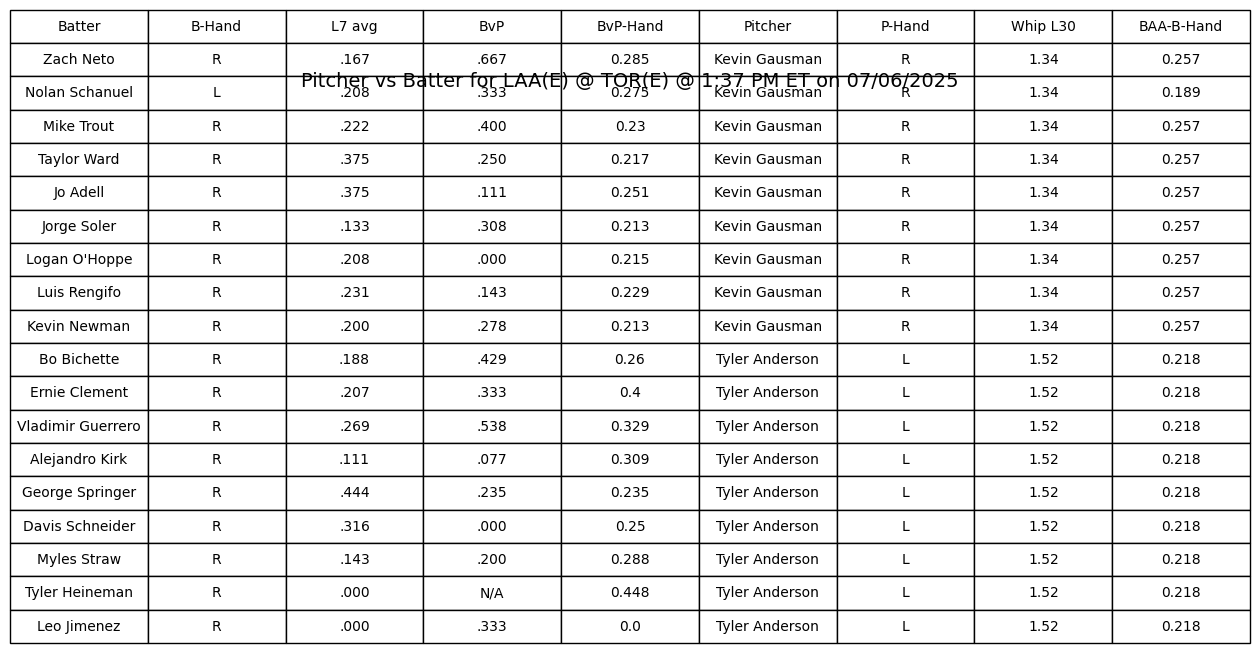 Batter B-Hand L7 avg BvP BvP-Hand Pitcher P-Hand Whip L30 BAA-B-Hand
Zach Neto R .167 .667 0.285 Kevin Gausman R 1.34 0.257
Pitcher vs Batter for LAA(E) @ TOR(E) @ 1:37 PM ET on 07/06/2025
Nolan Schanuel L .208 .333 0.275 Kevin Gausman R 1.34 0.189
Mike Trout R .222 .400 0.23 Kevin Gausman R 1.34 0.257
Taylor Ward R .375 .250 0.217 Kevin Gausman R 1.34 0.257
Jo Adell R .375 .111 0.251 Kevin Gausman R 1.34 0.257
Jorge Soler R .133 .308 0.213 Kevin Gausman R 1.34 0.257
Logan O'Hoppe R .208 .000 0.215 Kevin Gausman R 1.34 0.257
Luis Rengifo R .231 .143 0.229 Kevin Gausman R 1.34 0.257
Kevin Newman R .200 .278 0.213 Kevin Gausman R 1.34 0.257
Bo Bichette R .188 .429 0.26 Tyler Anderson L 1.52 0.218
Ernie Clement R .207 .333 0.4 Tyler Anderson L 1.52 0.218
Vladimir Guerrero R .269 .538 0.329 Tyler Anderson L 1.52 0.218
Alejandro Kirk R .111 .077 0.309 Tyler Anderson L 1.52 0.218
George Springer R .444 .235 0.235 Tyler Anderson L 1.52 0.218
Davis Schneider R .316 .000 0.25 Tyler Anderson L 1.52 0.218
Myles Straw R .143 .200 0.288 Tyler Anderson L 1.52 0.218
Tyler Heineman R .000 N/A 0.448 Tyler Anderson L 1.52 0.218
Leo Jimenez R .000 .333 0.0 Tyler Anderson L 1.52 0.218